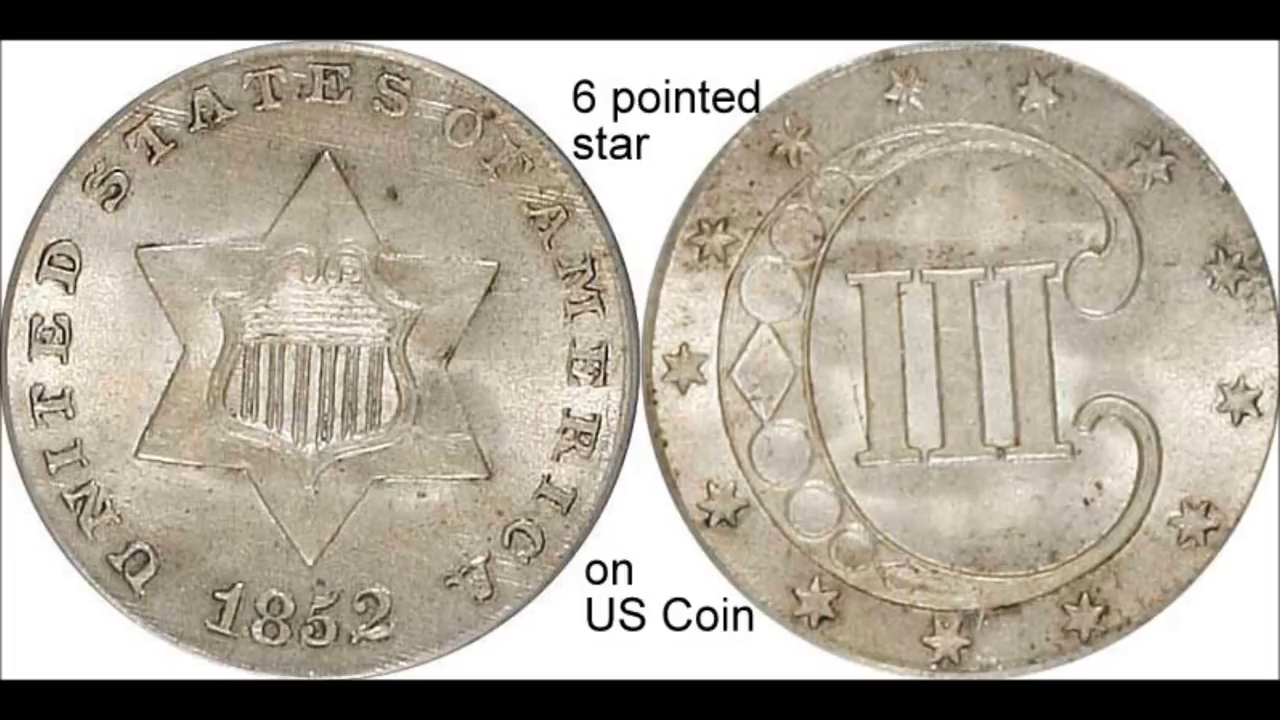 UNITED STATES OF AMERICA
1852
6 pointed
star
III
on
US Coin